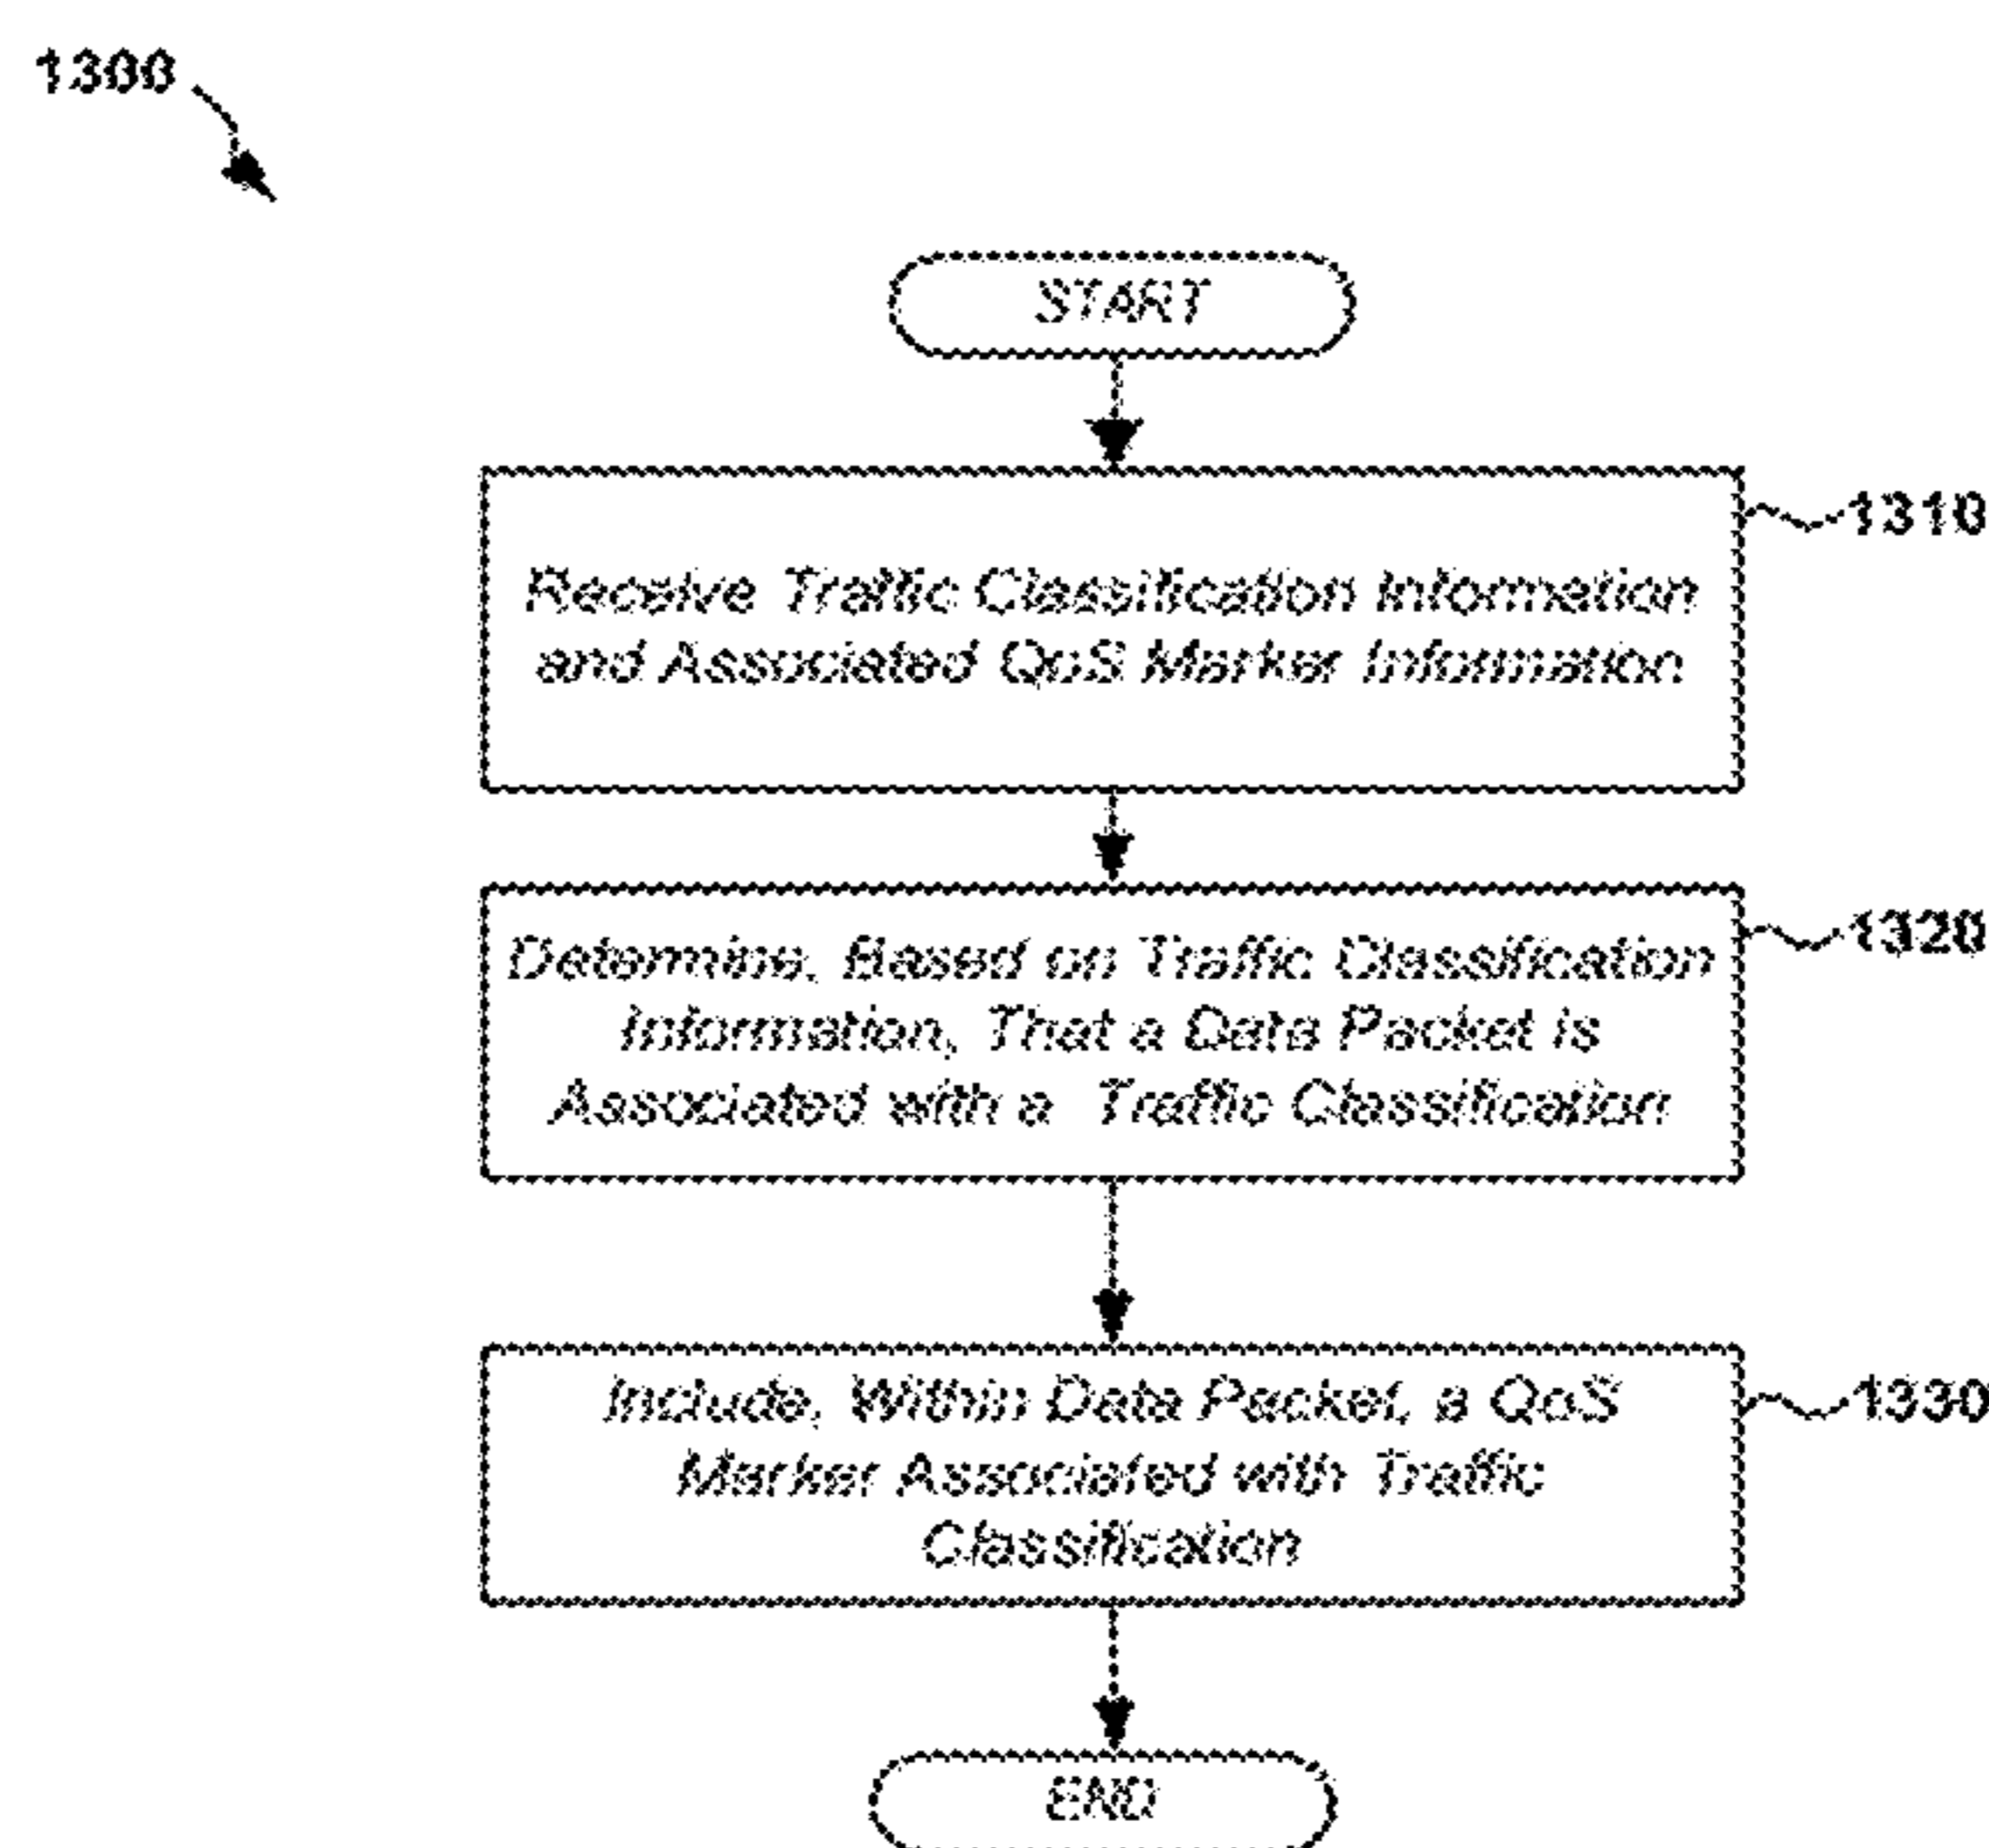 1300
START
Receive Traffic Classification Information
and Associated QoS Marker Information
1310
Determine, Based on Traffic Classification
Information, That a Data Packet is
Associated with a Traffic Classification
1320
Include, Within Data Packet, a QoS
Marker Associated with Traffic
Classification
1330
END